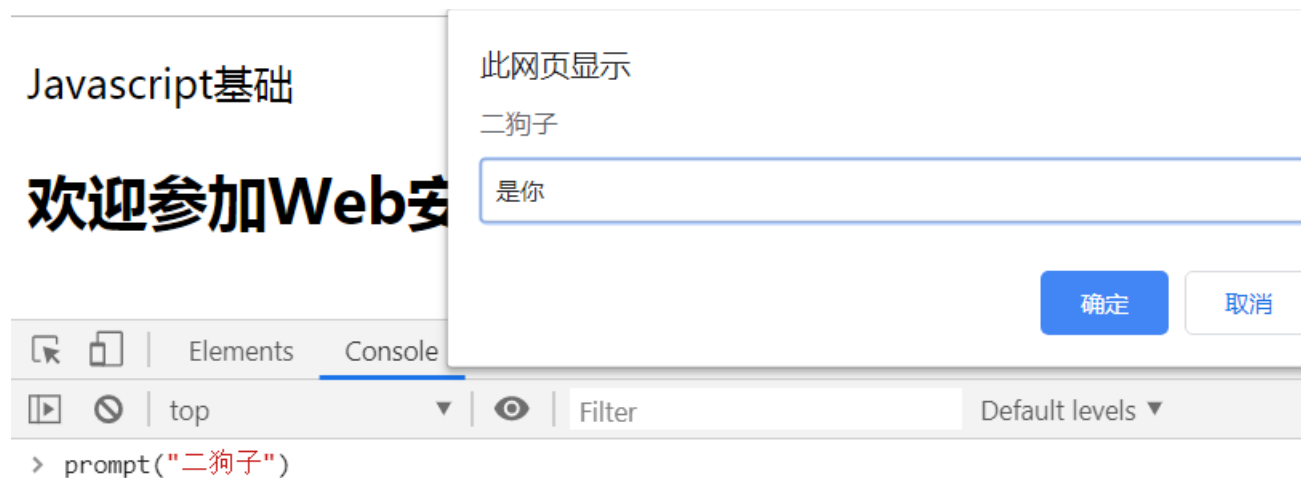 Javascript基础
欢迎参加Web安
此网页显示
二狗子
是你
确定 取消
Elements Console
top Filter Default levels
> prompt("二狗子")